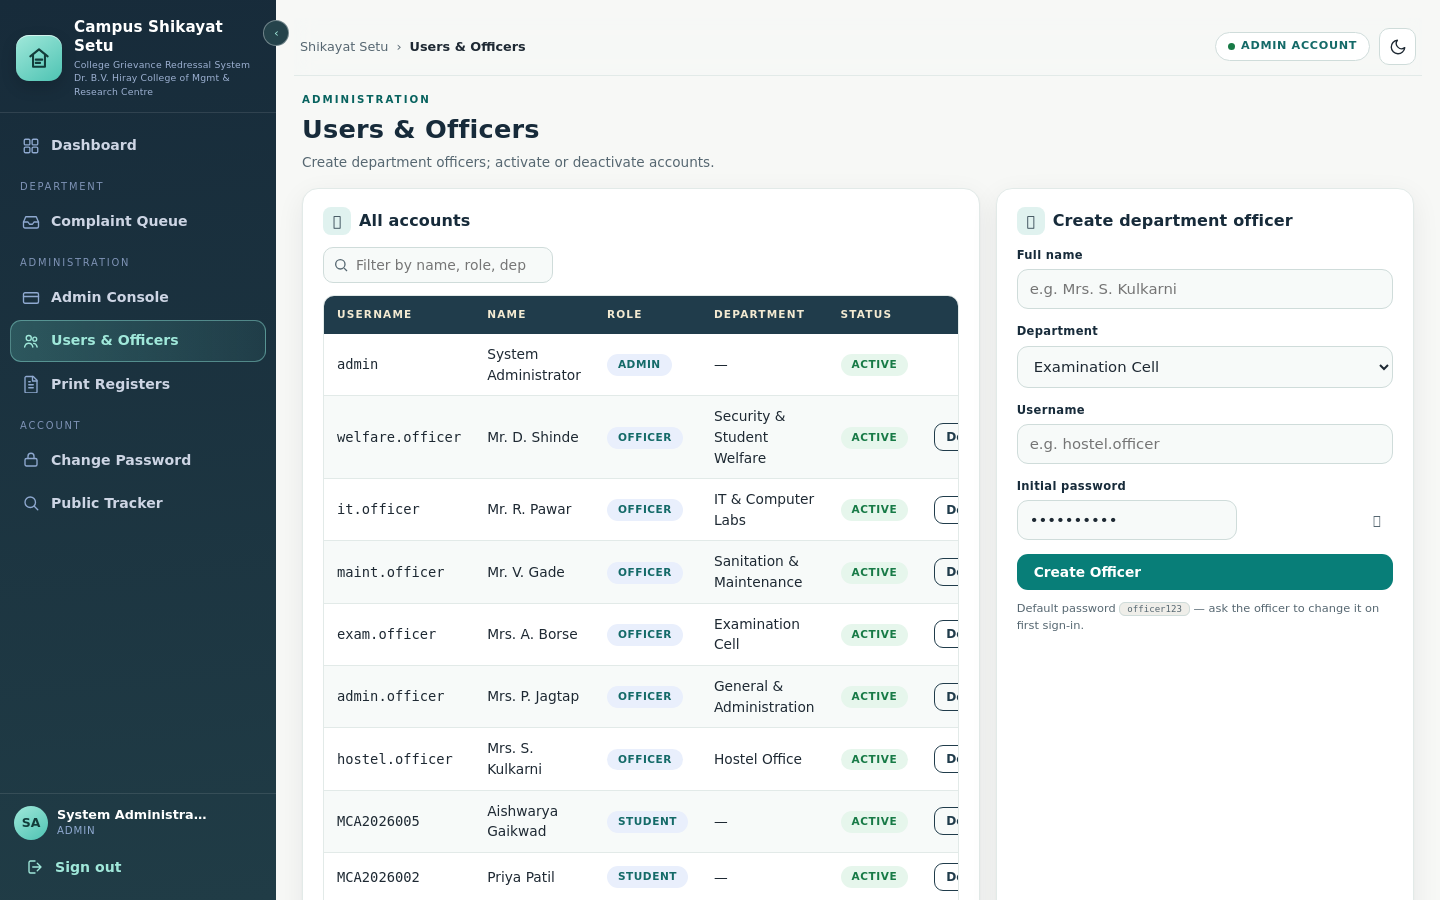 Campus Shikayat
Setu
College Grievance Redressal System
Dr. B.V. Hiray College of Mgmt &
Research Centre
Dashboard
DEPARTMENT
Complaint Queue
ADMINISTRATION
Admin Console
Users & Officers
Print Registers
ACCOUNT
Change Password
Public Tracker
SA
System Administra...
ADMIN
Sign out
Shikayat Setu › Users & Officers
ADMIN ACCOUNT
ADMINISTRATION
Users & Officers
Create department officers; activate or deactivate accounts.
All accounts
Filter by name, role, dep
USERNAME NAME ROLE DEPARTMENT STATUS
admin System Administrator ADMIN — ACTIVE
welfare.officer Mr. D. Shinde OFFICER Security & Student Welfare ACTIVE
it.officer Mr. R. Pawar OFFICER IT & Computer Labs ACTIVE
maint.officer Mr. V. Gade OFFICER Sanitation & Maintenance ACTIVE
exam.officer Mrs. A. Borse OFFICER Examination Cell ACTIVE
admin.officer Mrs. P. Jagtap OFFICER General & Administration ACTIVE
hostel.officer Mrs. S. Kulkarni OFFICER Hostel Office ACTIVE
MCA2026005 Aishwarya Gaikwad STUDENT — ACTIVE
MCA2026002 Priya Patil STUDENT — ACTIVE
Create department officer
Full name
e.g. Mrs. S. Kulkarni
Department
Examination Cell
Username
e.g. hostel.officer
Initial password
••••••••••
Create Officer
Default password officer123 — ask the officer to change it on
first sign-in.